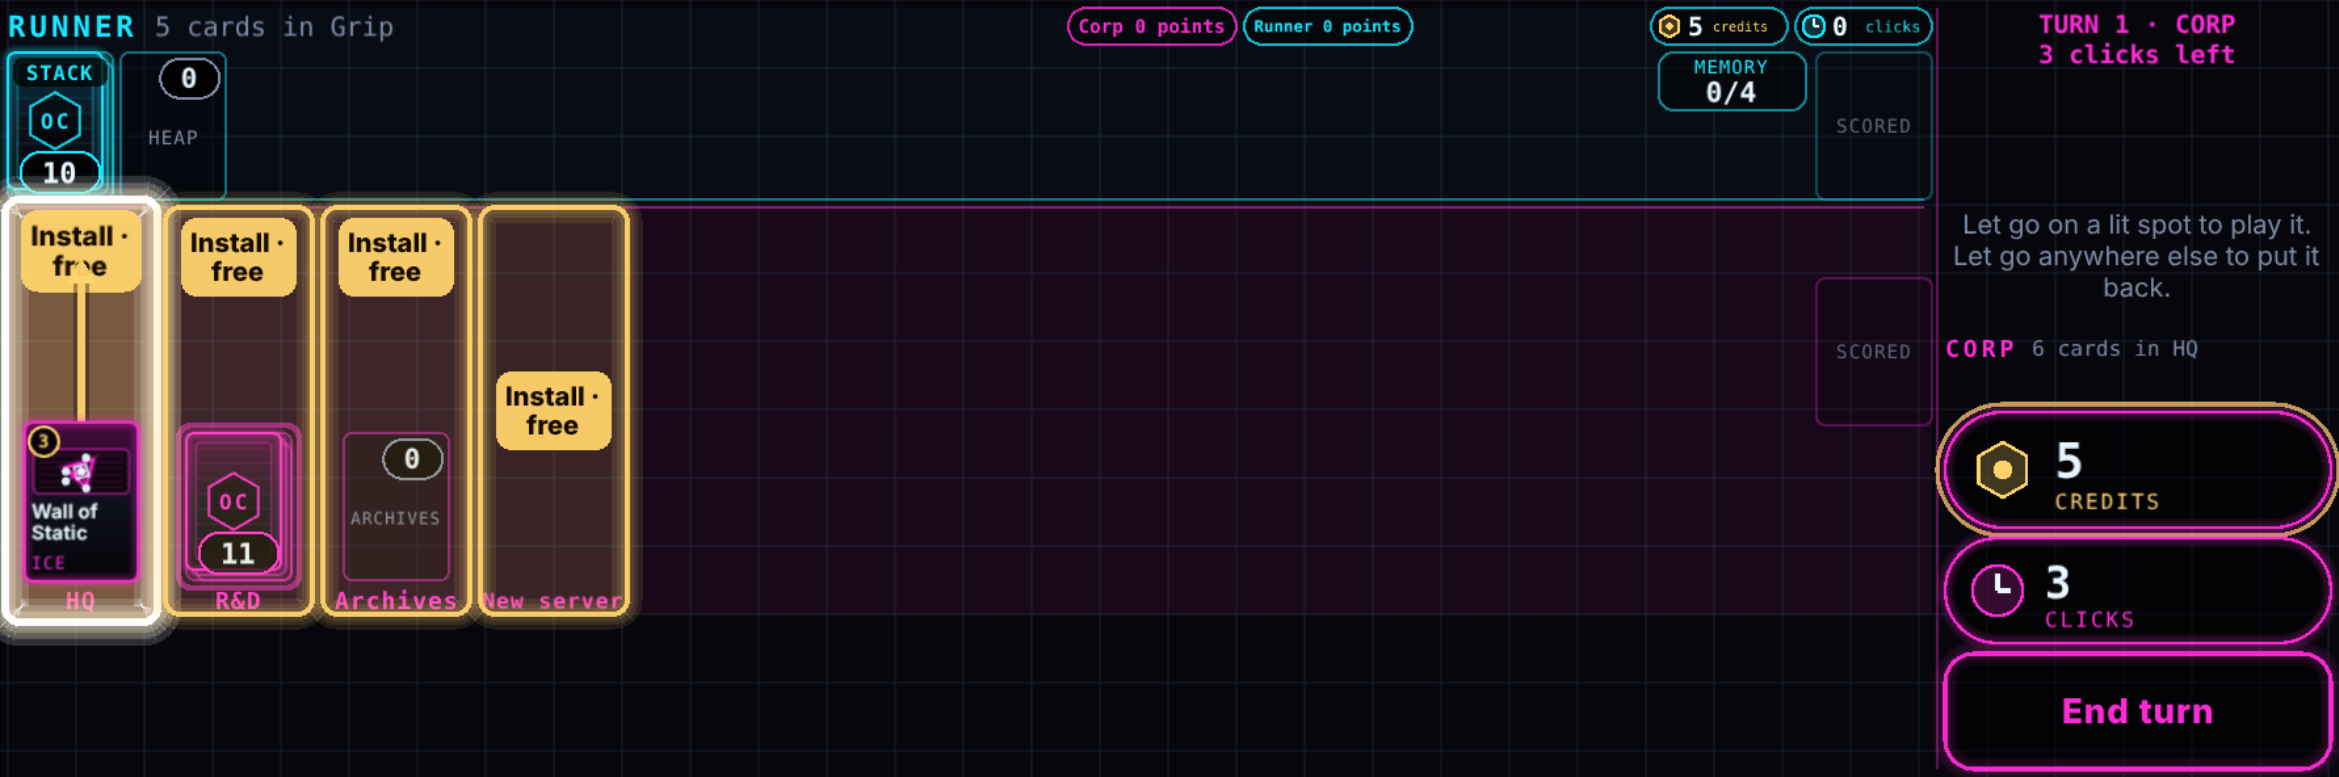 RUNNER 5 cards in Grip
Corp 0 points
Runner 0 points
5 credits
0 clicks
TURN 1 · CORP
3 clicks left
STACK
OC
10
0
HEAP
MEMORY
0/4
SCORED
Install ·
free
Install ·
free
Install ·
free
Install ·
free
Let go on a lit spot to play it.
Let go anywhere else to put it
back.
SCORED
CORP 6 cards in HQ
3
Wall of
Static
ICE
HQ
OC
11
R&D
0
ARCHIVES
Archives
New server
5
CREDITS
3
CLICKS
End turn